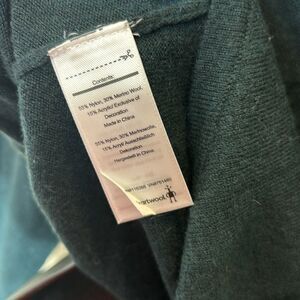 Contents:
55% Nylon, 30% Merino Wool,
15% Acrylic Exclusive of
Decoration
Made in China
55% Nylon, 30% Merinowolle,
15% Acryl Ausschließlich
Dekoration
Hergestellt in China
artwool